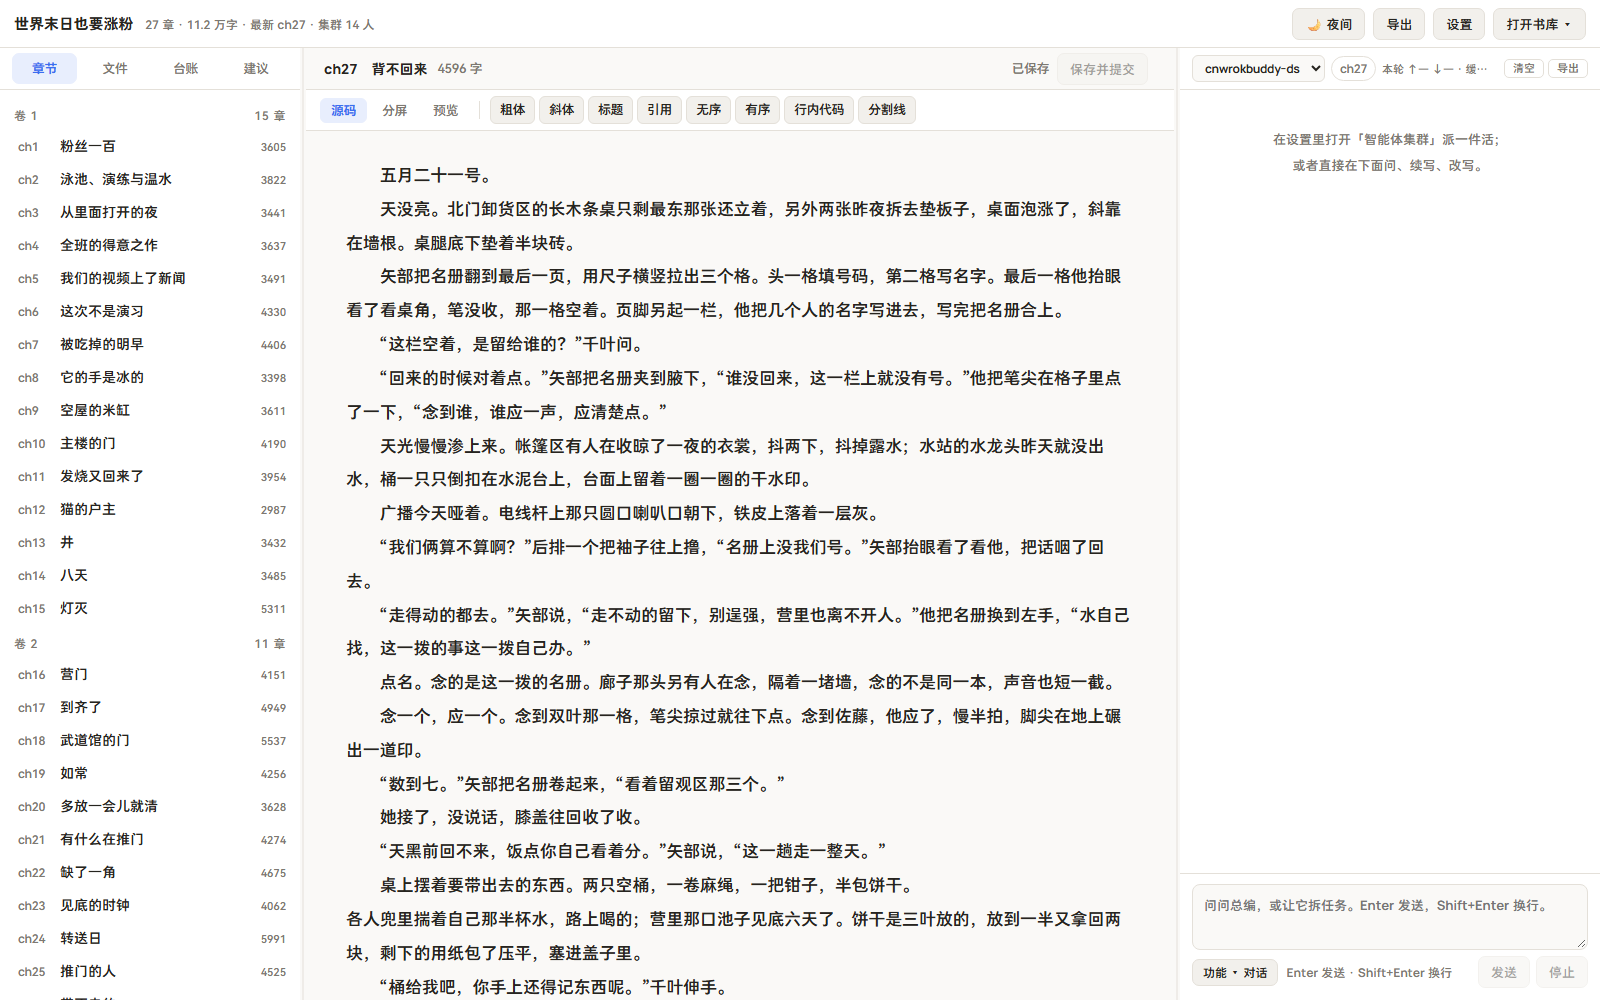 世界末日也要涨粉 27 章 · 11.2 万字 · 最新 ch27 · 集群 14 人
🌙 夜间 导出 设置 打开书库 ▾
章节 文件 台账 建议
卷 1 15 章
ch1 粉丝一百 3605
ch2 泳池、演练与温水 3822
ch3 从里面打开的夜 3441
ch4 全班的得意之作 3637
ch5 我们的视频上了新闻 3491
ch6 这次不是演习 4330
ch7 被吃掉的明早 4406
ch8 它的手是冰的 3398
ch9 空屋的米缸 3611
ch10 主楼的门 4190
ch11 发烧又回来了 3954
ch12 猫的户主 2987
ch13 井 3432
ch14 八天 3485
ch15 灯灭 5311
卷 2 11 章
ch16 营门 4151
ch17 到齐了 4949
ch18 武道馆的门 5537
ch19 如常 4256
ch20 多放一会儿就清 3628
ch21 有什么在推门 4274
ch22 缺了一角 4675
ch23 见底的时钟 4062
ch24 转送日 5991
ch25 推门的人 4525
ch27 背不回来 4596 字 已保存 保存并提交
源码 分屏 预览 粗体 斜体 标题 引用 无序 有序 行内代码 分割线
五月二十一号。
天没亮。北门卸货区的长木条桌只剩最东那张还立着，另外两张昨夜拆去垫板子，桌面泡涨了，斜靠
在墙根。桌腿底下垫着半块砖。
矢部把名册翻到最后一页，用尺子横竖拉出三个格。头一格填号码，第二格写名字。最后一格他抬眼
看了看桌角，笔没收，那一格空着。页脚另起一栏，他把几个人的名字写进去，写完把名册合上。
“这栏空着，是留给谁的？”千叶问。
“回来的时候对着点。”矢部把名册夹到腋下，“谁没回来，这一栏上就没有号。”他把笔尖在格子里点
了一下，“念到谁，谁应一声，应清楚点。”
天光慢慢渗上来。帐篷区有人在收晾了一夜的衣裳，抖两下，抖掉露水；水站的水龙头昨天就没出
水，桶一只只倒扣在水泥台上，台面上留着一圈一圈的干水印。
广播今天哑着。电线杆上那只圆口喇叭口朝下，铁皮上落着一层灰。
“我们俩算不算啊？”后排一个把袖子往上撸，“名册上没我们号。”矢部抬眼看了看他，把话咽了回
去。
“走得动的都去。”矢部说，“走不动的留下，别逞强，营里也离不开人。”他把名册换到左手，“水自己
找，这一拨的事这一拨自己办。”
点名。念的是这一拨的名册。廊子那头另有人在念，隔着一堵墙，念的不是同一本，声音也短一截。
念一个，应一个。念到双叶那一格，笔尖掠过就往下点。念到佐藤，他应了，慢半拍，脚尖在地上碾
出一道印。
“数到七。”矢部把名册卷起来，“看着留观区那三个。”
她接了，没说话，膝盖往回收了收。
“天黑前回不来，饭点你自己看着分。”矢部说，“这一趟走一整天。”
桌上摆着要带出去的东西。两只空桶，一卷麻绳，一把钳子，半包饼干。
各人兜里揣着自己那半杯水，路上喝的；营里那口池子见底六天了。饼干是三叶放的，放到一半又拿回两
块，剩下的用纸包了压平，塞进盖子里。
“桶给我吧，你手上还得记东西呢。”千叶伸手。
cnwrokbuddy-ds ch27 本轮 ↑— ↓— · 缓… 清空 导出
在设置里打开「智能体集群」派一件活；
或者直接在下面问、续写、改写。
问问总编，或让它拆任务。Enter 发送，Shift+Enter 换行。
功能 ▾ 对话 Enter 发送 · Shift+Enter 换行 发送 停止